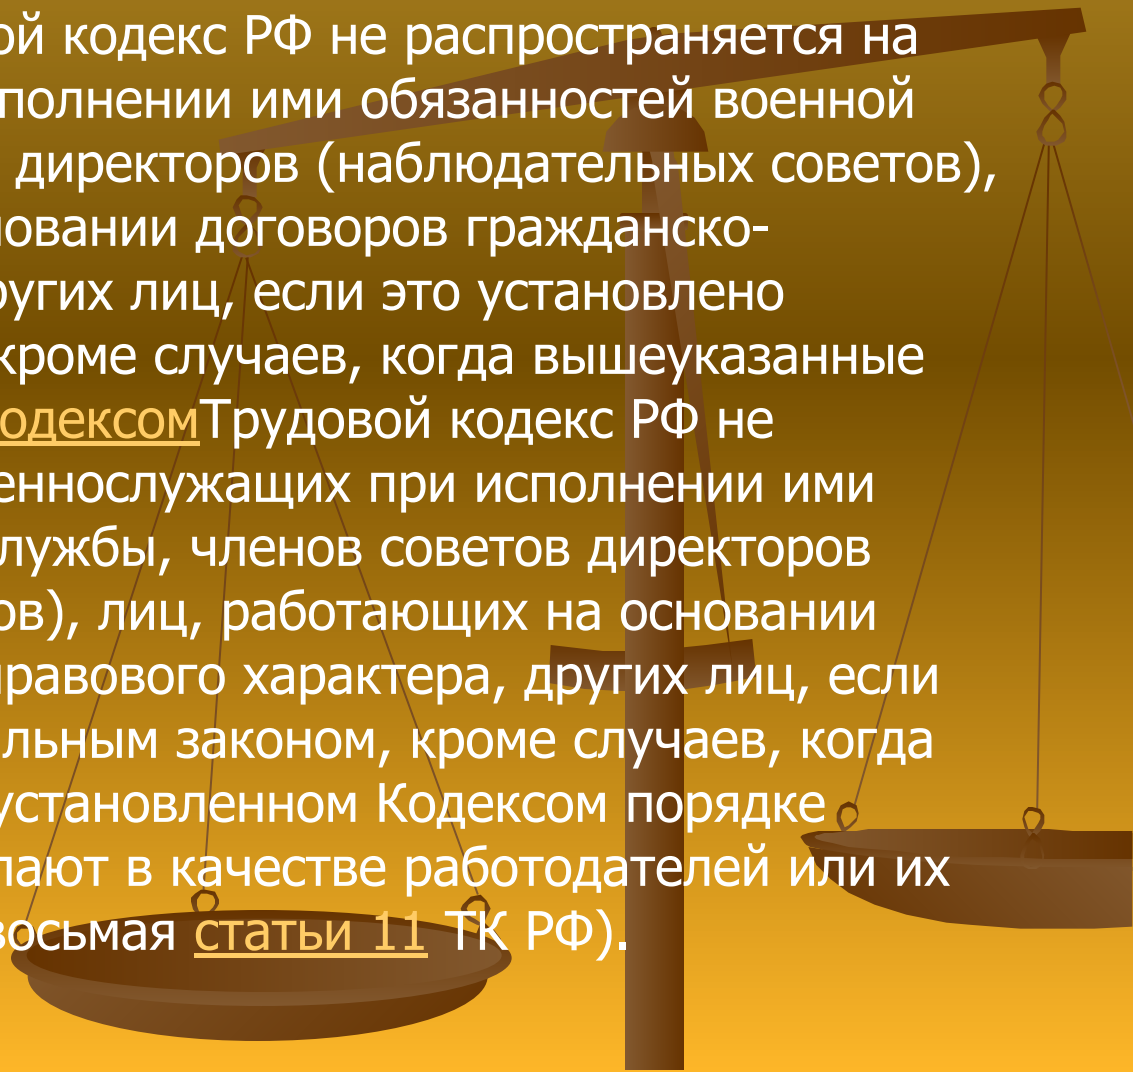 ой кодекс РФ не распространяется на
полнении ими обязанностей военной
директоров (наблюдательных советов),
овании договоров гражданско-
ругих лиц, если это установлено
кроме случаев, когда вышеуказанные
одексомТрудовой кодекс РФ не
еннослужащих при исполнении ими
лужбы, членов советов директоров
ов), лиц, работающих на основании
правового характера, других лиц, если
льным законом, кроме случаев, когда
установленном Кодексом порядке
пают в качестве работодателей или их
восьмая статьи 11 ТК РФ).